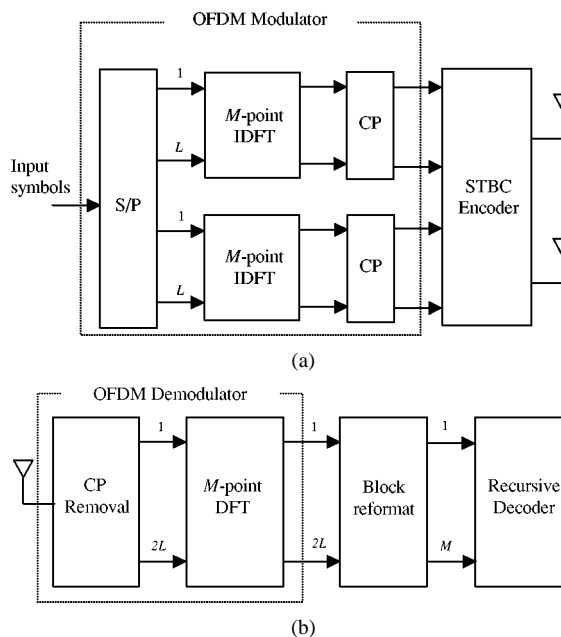 OFDM Modulator
Input
symbols
S/P
1
L
1
L
M-point
IDFT
M-point
IDFT
CP
CP
STBC
Encoder
(a)
OFDM Demodulator
CP
Removal
1
2L
M-point
DFT
1
2L
Block
reformat
1
M
Recursive
Decoder
(b)